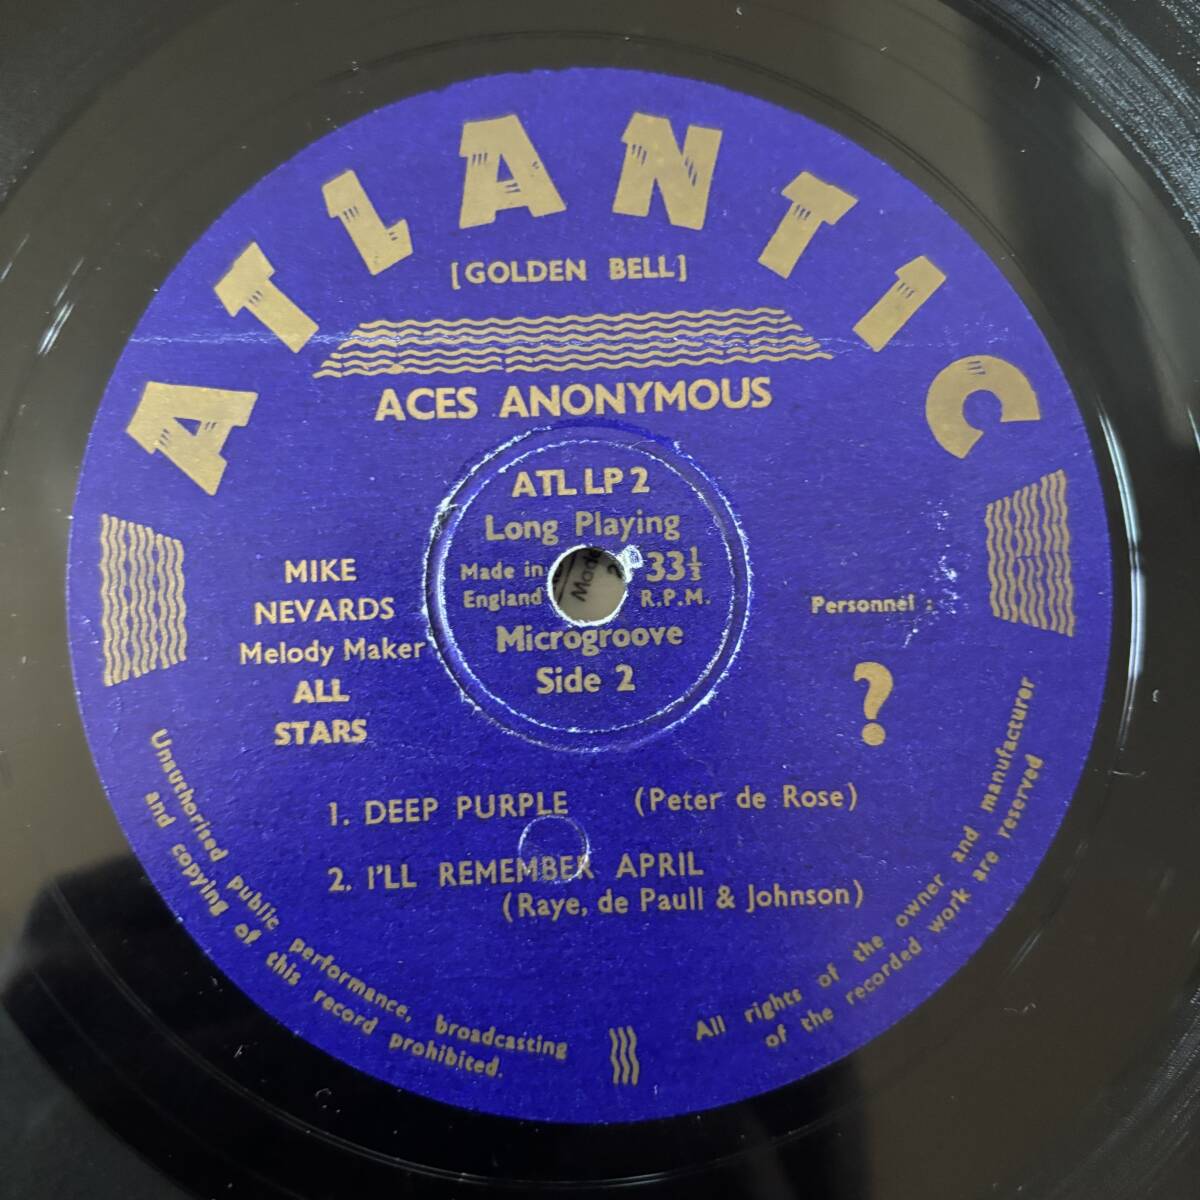 ATLANTIC
[GOLDEN BELL]
ACES ANONYMOUS
ATL LP 2
Long Playing
Made in
England
33⅓
R.P.M.
Microgroove
Side 2
MIKE
NEVARDS
Melody Maker
ALL
STARS
Personnel :
?
1. DEEP PURPLE (Peter de Rose)
2. I'LL REMEMBER APRIL
(Raye, de Paull & Johnson)
Unauthorised public performance, broadcasting
and copying of this record prohibited.
All rights of the owner and manufacturer
of the recorded work are reserved